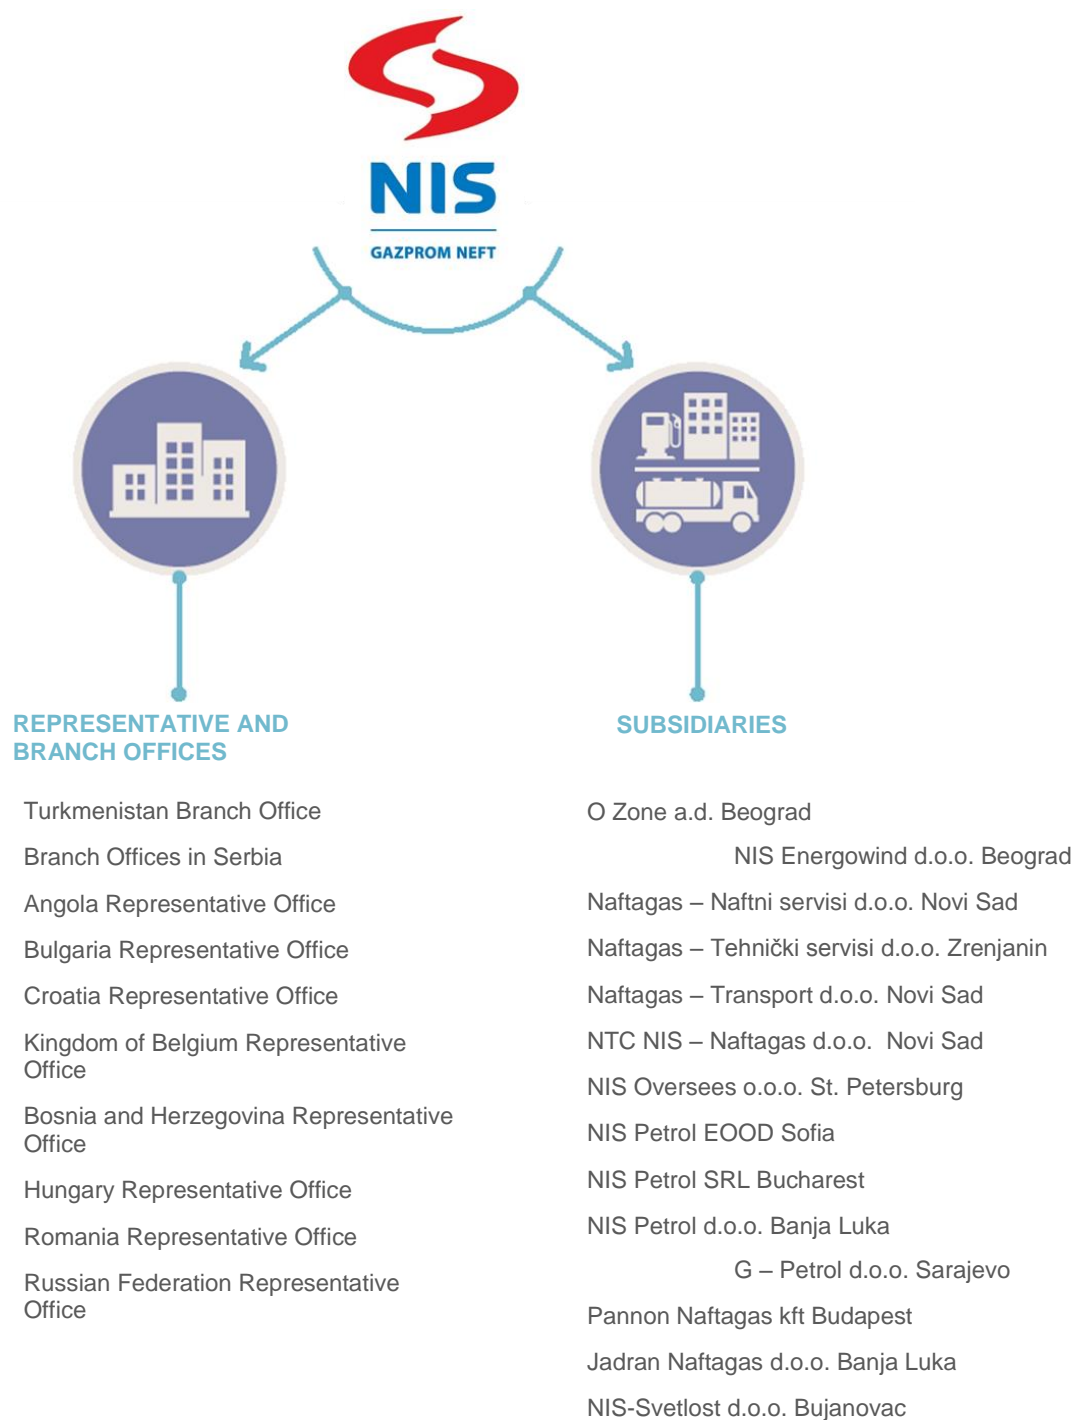 NIS
GAZPROM NEFT
REPRESENTATIVE AND
BRANCH OFFICES
Turkmenistan Branch Office
Branch Offices in Serbia
Angola Representative Office
Bulgaria Representative Office
Croatia Representative Office
Kingdom of Belgium Representative
Office
Bosnia and Herzegovina Representative
Office
Hungary Representative Office
Romania Representative Office
Russian Federation Representative
Office
SUBSIDIARIES
O Zone a.d. Beograd
NIS Energowind d.o.o. Beograd
Naftagas – Naftni servisi d.o.o. Novi Sad
Naftagas – Tehnički servisi d.o.o. Zrenjanin
Naftagas – Transport d.o.o. Novi Sad
NTC NIS – Naftagas d.o.o.  Novi Sad
NIS Oversees o.o.o. St. Petersburg
NIS Petrol EOOD Sofia
NIS Petrol SRL Bucharest
NIS Petrol d.o.o. Banja Luka
G – Petrol d.o.o. Sarajevo
Pannon Naftagas kft Budapest
Jadran Naftagas d.o.o. Banja Luka
NIS-Svetlost d.o.o. Bujanovac